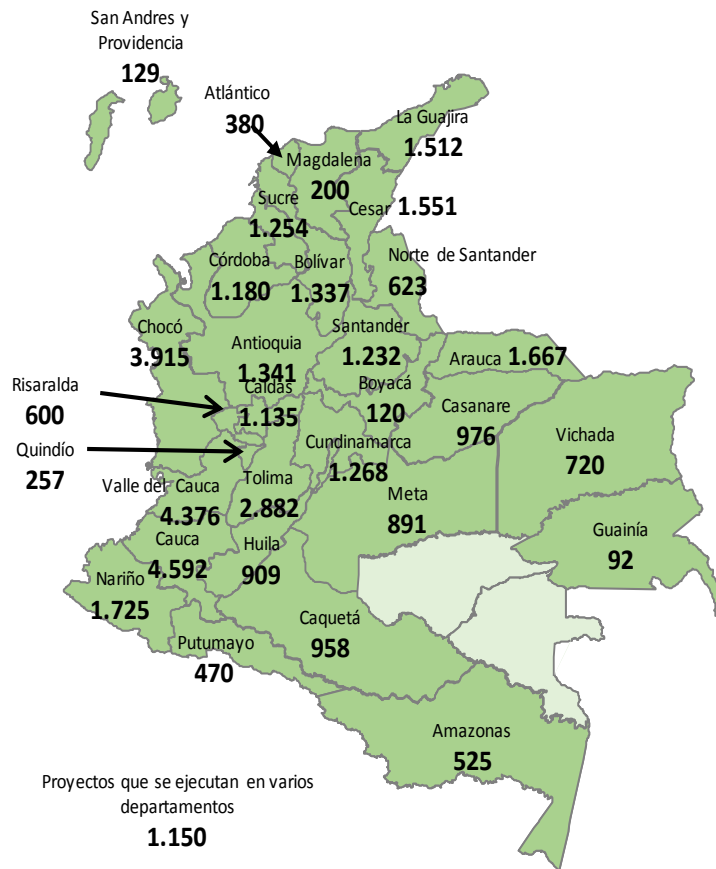 San Andres y
Providencia
129
Atlántico
380
La Guajira
1.512
Magdalena
200
Cesar 1.551
Sucre
1.254
Norte de Santander
623
Córdoba
1.180
Bolívar
1.337
Chocó
3.915
Antioquia
1.341
Santander
1.232
Arauca 1.667
Caldas
1.135
Boyacá
120
Risaralda
600
Casanare
976
Quindío
257
Cundinamarca
1.268
Vichada
720
Valle del Cauca
4.376
Tolima
2.882
Meta
891
Guainía
92
Cauca
4.592
Huila
909
Nariño
1.725
Caquetá
958
Putumayo
470
Amazonas
525
Proyectos que se ejecutan en varios
departamentos
1.150